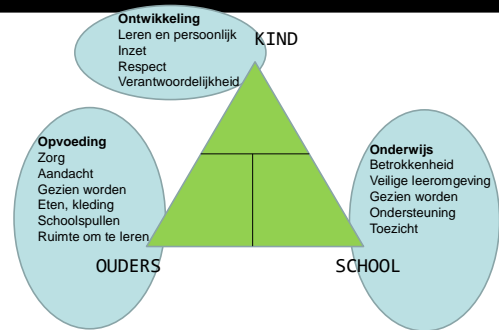 Ontwikkeling
Leren en persoonlijk
Inzet
Respect
Verantwoordelijkheid
KIND
Opvoeding
Zorg
Aandacht
Gezien worden
Eten, kleding
Schoolspullen
Ruimte om te leren
OUDERS
Onderwijs
Betrokkenheid
Veilige leeromgeving
Gezien worden
Ondersteuning
Toezicht
SCHOOL